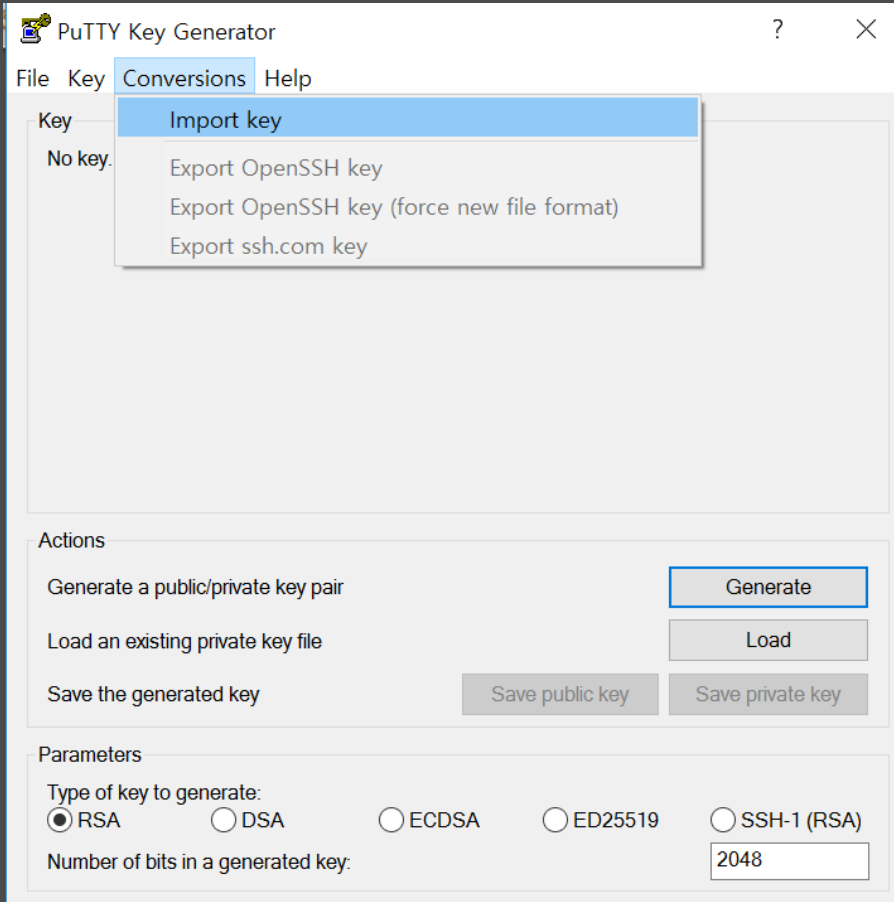 PuTTY Key Generator
?
File Key Conversions Help
Import key
Export OpenSSH key
Export OpenSSH key (force new file format)
Export ssh.com key
Key
No key.
Actions
Generate a public/private key pair
Generate
Load an existing private key file
Load
Save the generated key
Save public key
Save private key
Parameters
Type of key to generate:
RSA DSA ECDSA ED25519 SSH-1 (RSA)
Number of bits in a generated key:
2048